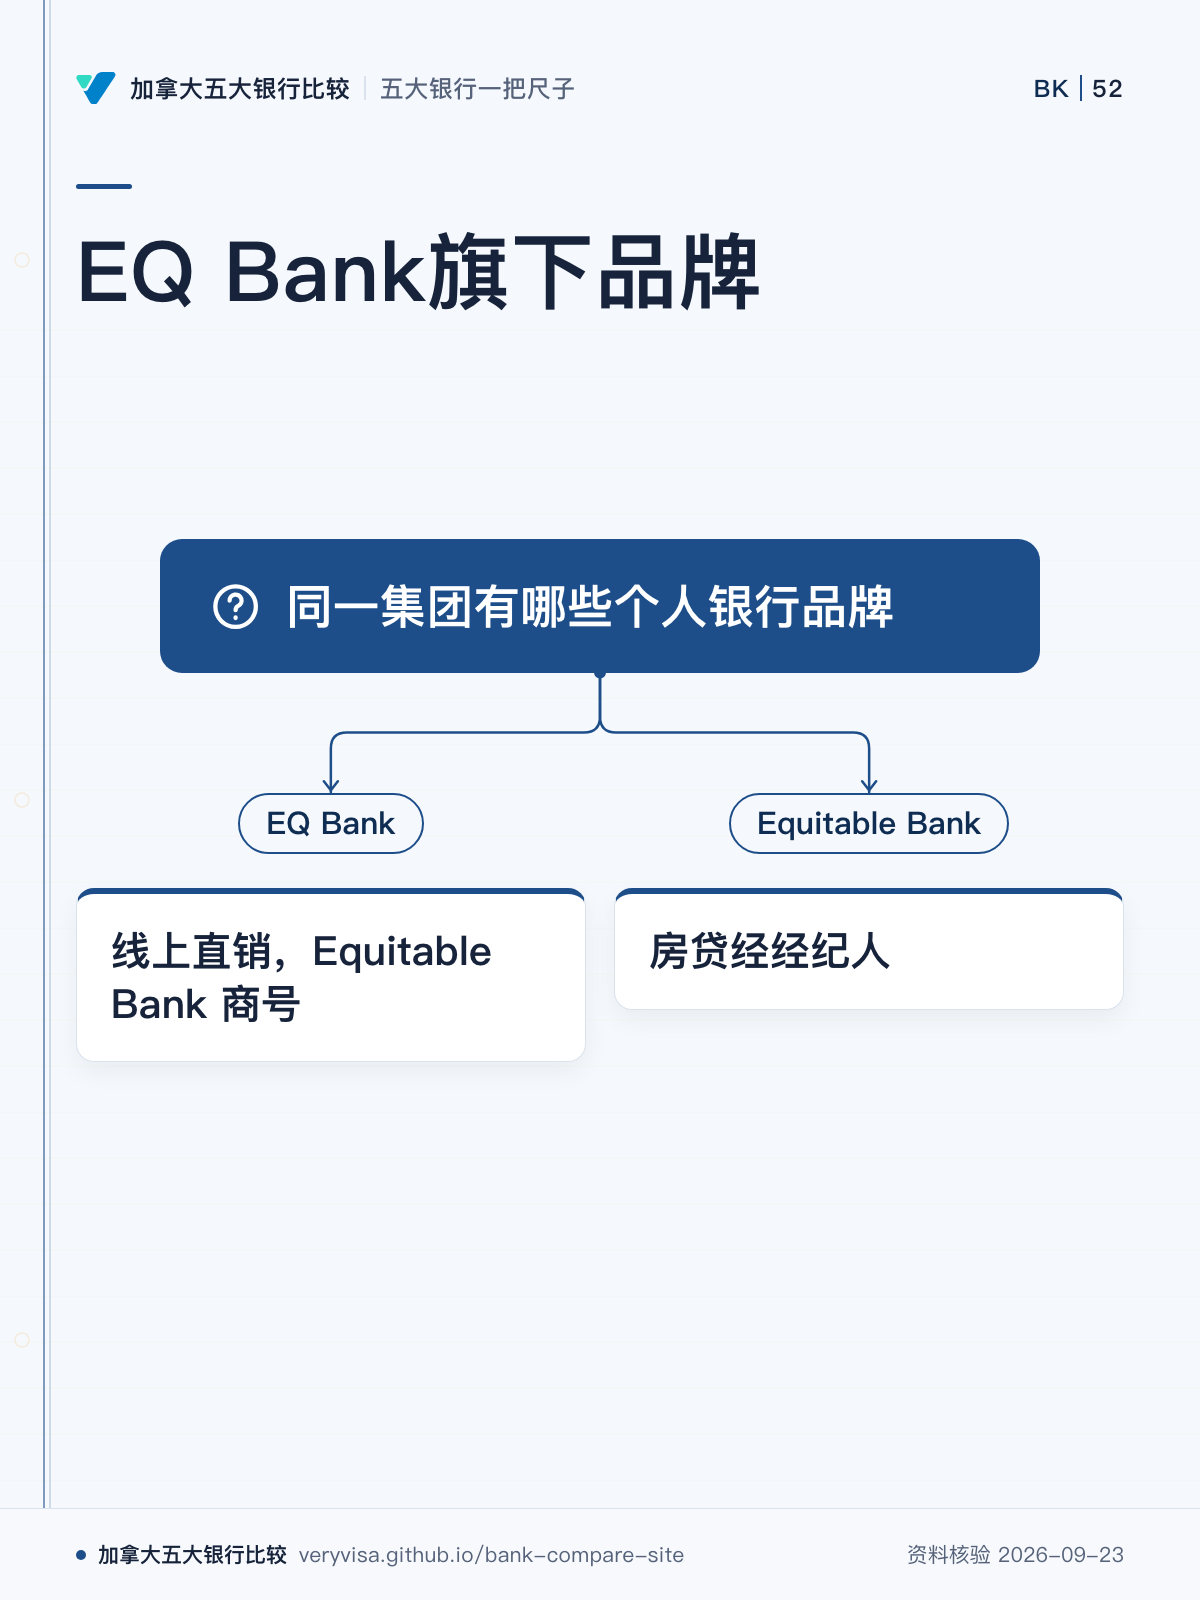 加拿大五大银行比较 五大银行一把尺子
BK 52
EQ Bank旗下品牌
同一集团有哪些个人银行品牌
EQ Bank
Equitable Bank
线上直销，Equitable
Bank 商号
房贷经经纪人
加拿大五大银行比较 veryvisa.github.io/bank-compare-site
资料核验 2026-09-23